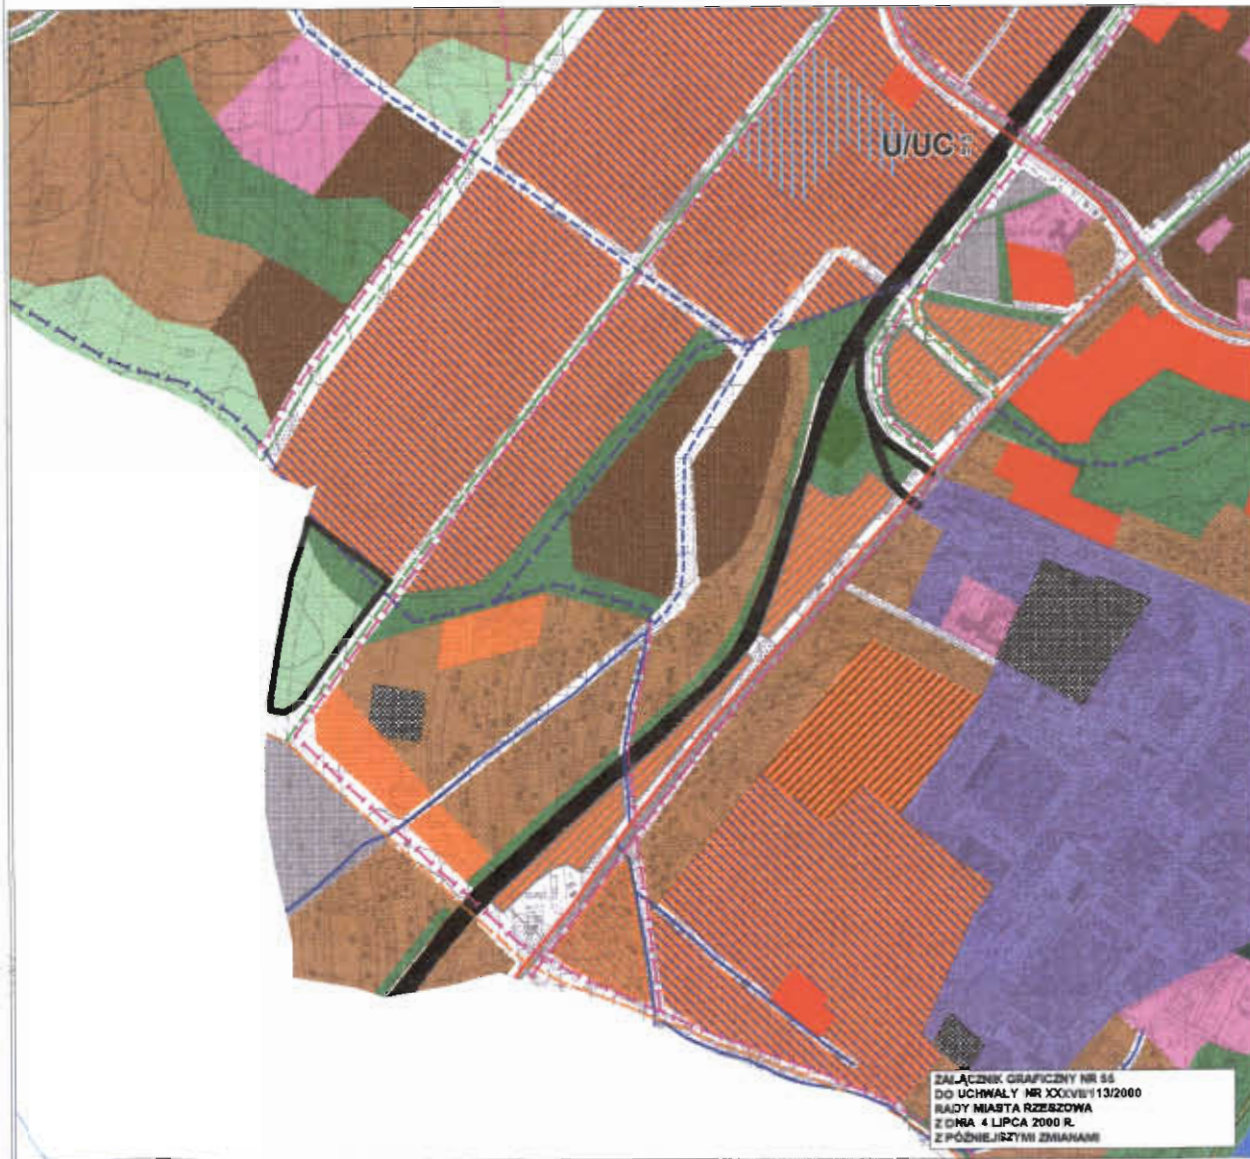 U/UC
ZAŁĄCZNIK GRAFICZNY NR 55
DO UCHWAŁY NR XXXVII/113/2000
RADY MIASTA RZESZOWA
Z DNIA 4 LIPCA 2000 R.
Z PÓŹNIEJSZYMI ZMIANAMI